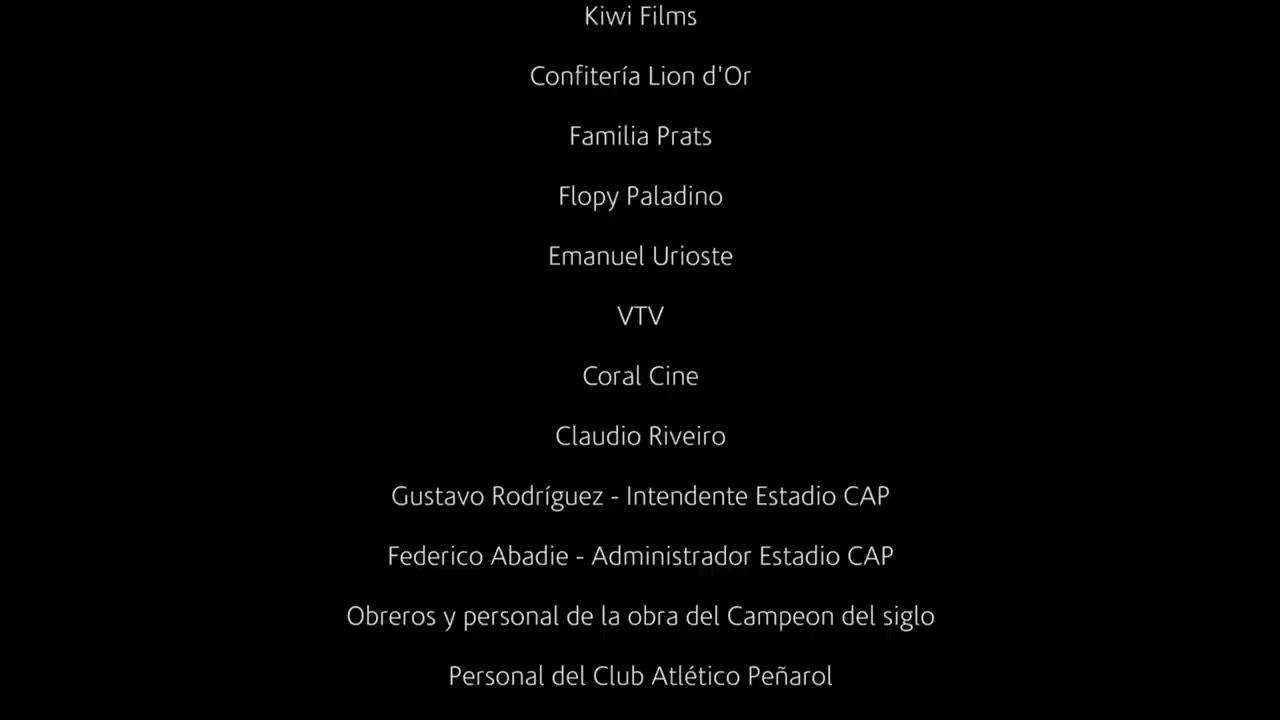 Kiwi Films
Confitería Lion d'Or
Familia Prats
Flopy Paladino
Emanuel Urioste
VTV
Coral Cine
Claudio Riveiro
Gustavo Rodríguez - Intendente Estadio CAP
Federico Abadie - Administrador Estadio CAP
Obreros y personal de la obra del Campeon del siglo
Personal del Club Atlético Peñarol